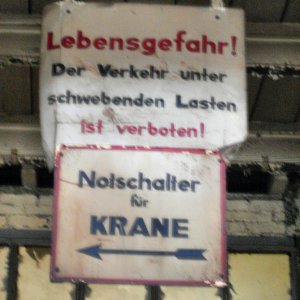 Lebensgefahr!
Der Verkehr unter
schwebenden Lasten
ist verboten!
Notschalter
für
KRANE